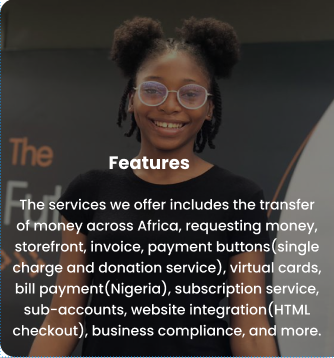 The
Fut
Features
The services we offer includes the transfer
of money across Africa, requesting money,
storefront, invoice, payment buttons(single
charge and donation service), virtual cards,
bill payment(Nigeria), subscription service,
sub-accounts, website integration(HTML
checkout), business compliance, and more.